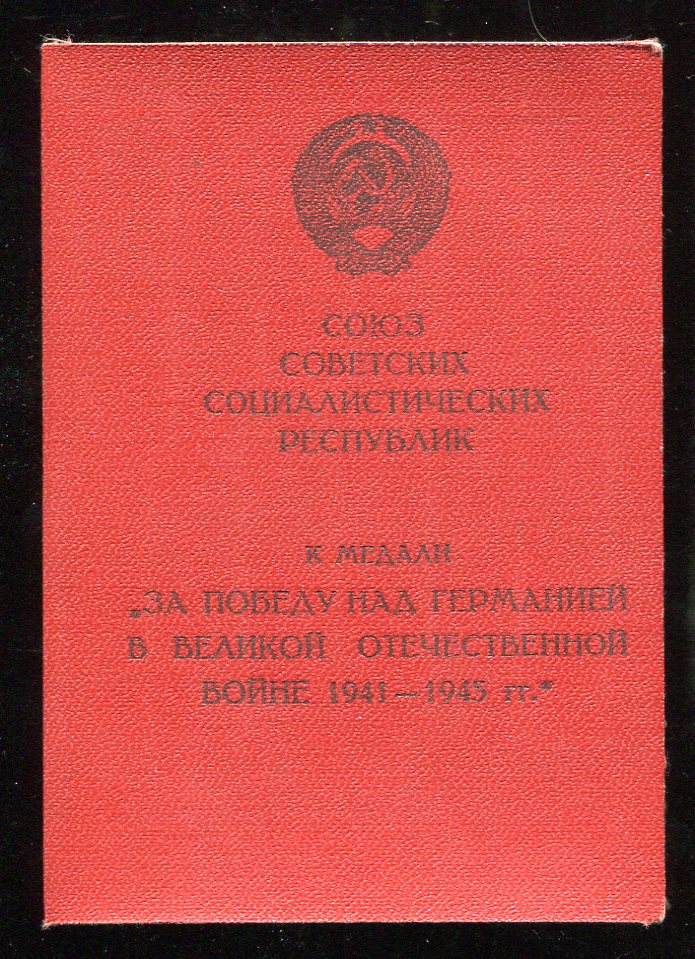 СОЮЗ
СОВЕТСКИХ
СОЦИАЛИСТИЧЕСКИХ
РЕСПУБЛИК
К МЕДАЛИ
„ЗА ПОБЕДУ НАД ГЕРМАНИЕЙ
В ВЕЛИКОЙ ОТЕЧЕСТВЕННОЙ
ВОЙНЕ 1941—1945 гг.“